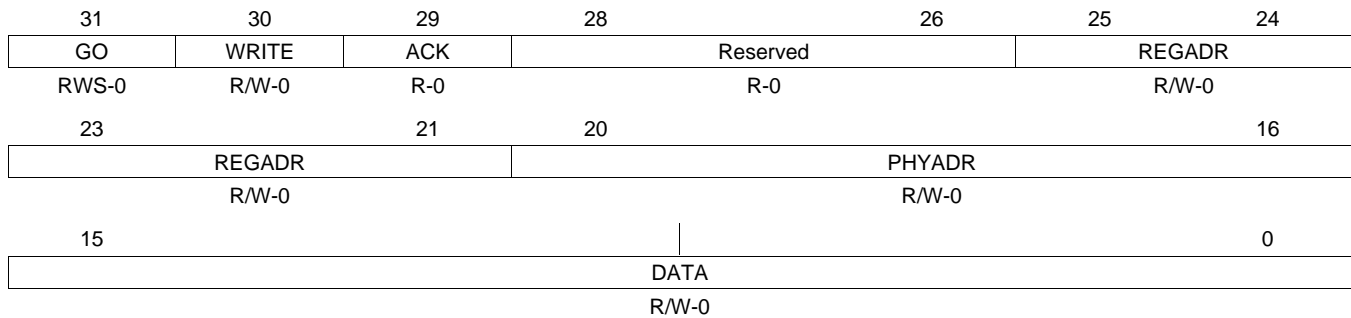 31 30 29 28 26 25 24
GO WRITE ACK Reserved REGADR
RWS-0 R/W-0 R-0 R-0 R/W-0
23 21 20 16
REGADR PHYADR
R/W-0 R/W-0
15 0
DATA
R/W-0